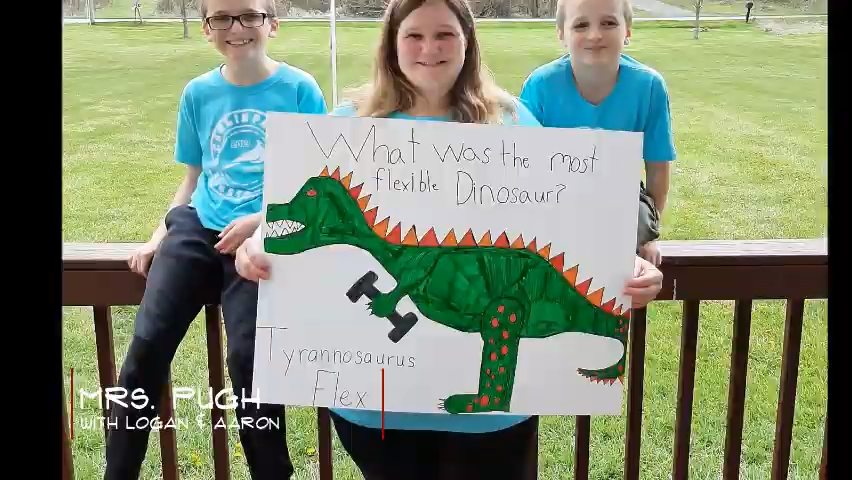 What was the most
flexible Dinosaur?
Tyrannosaurus
Flex
MRS. PUGH
WITH LOGAN & AARON